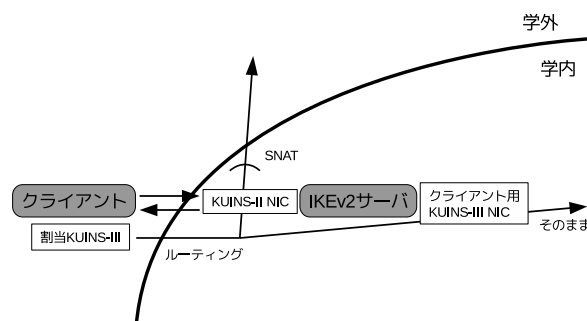 学外
学内
SNAT
クライアント
KUINS-II NIC
IKEv2サーバ
クライアント用
KUINS-III NIC
割当KUINS-III
ルーティング
そのまま